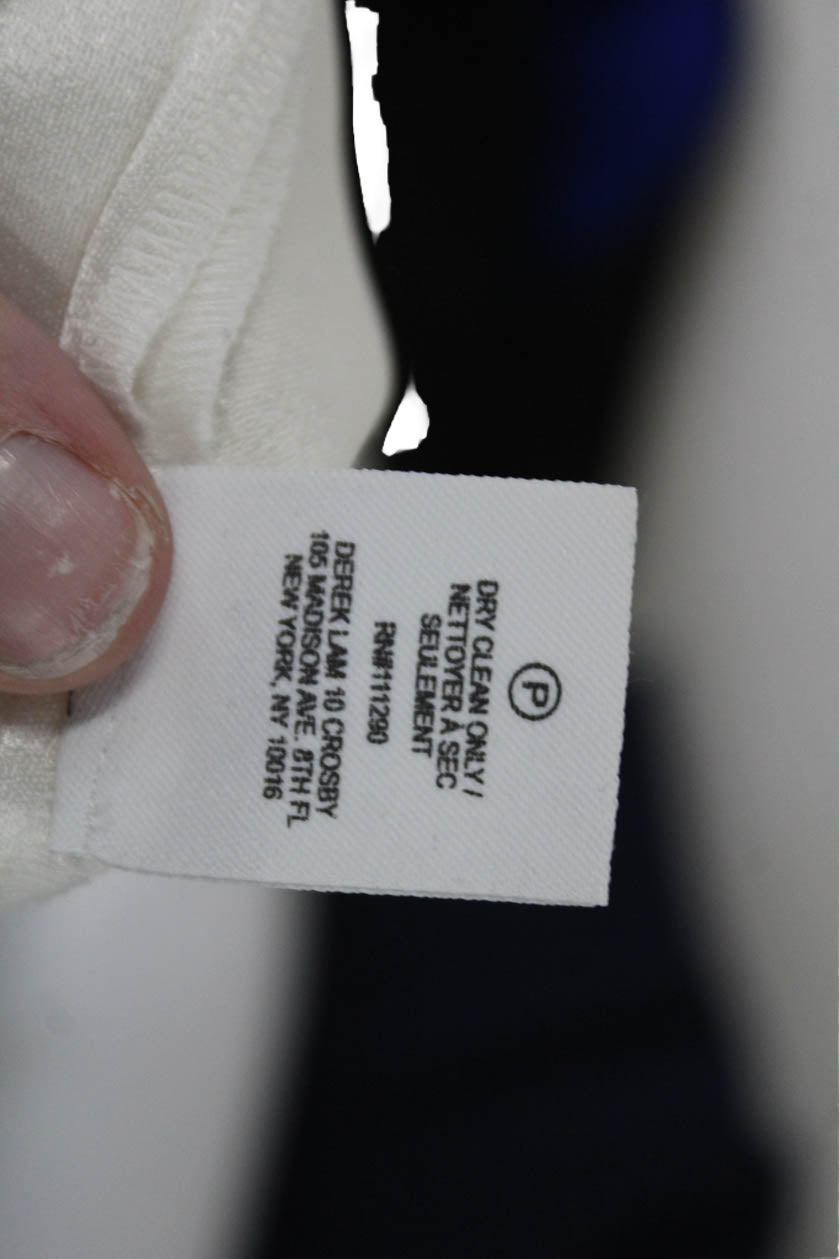 P
DRY CLEAN ONLY /
NETTOYER À SEC
SEULEMENT
RN#111290
DEREK LAM 10 CROSBY
105 MADISON AVE. 8TH FL
NEW YORK, NY 10016